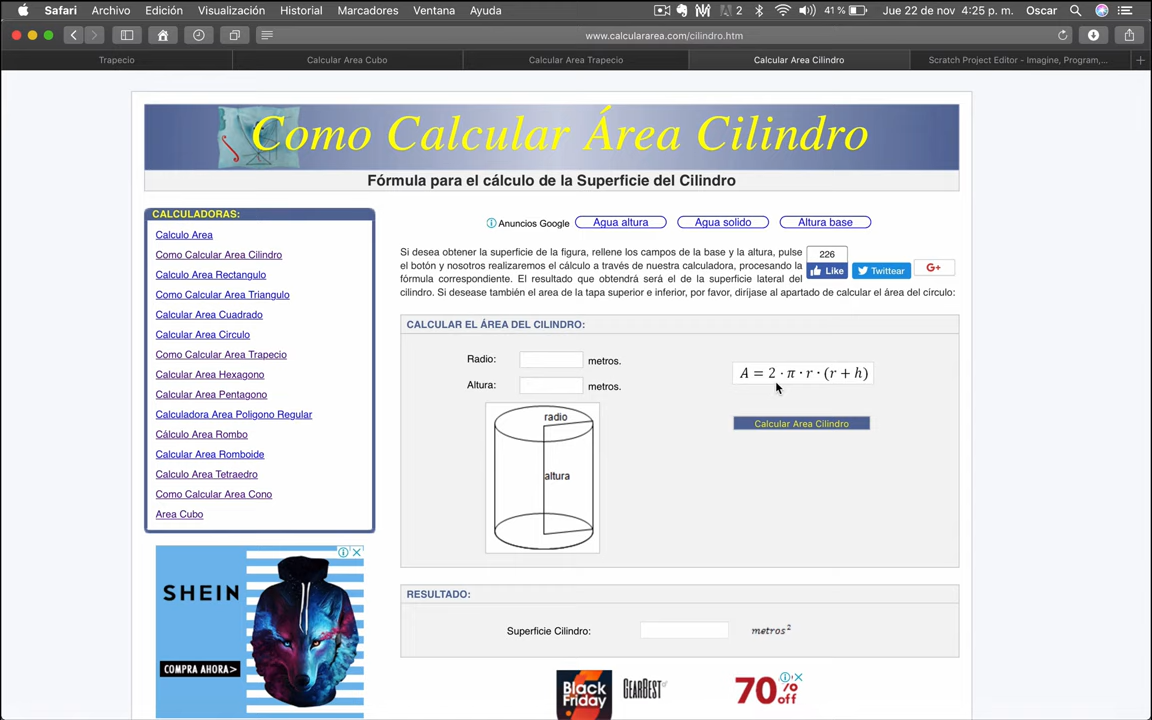 Safari Archivo Edición Visualización Historial Marcadores Ventana Ayuda 2 41 % Jue 22 de nov 4:25 p. m. Oscar
www.calculararea.com/cilindro.htm
Trapecio Calcular Area Cubo Calcular Area Trapecio Calcular Area Cilindro Scratch Project Editor - Imagine, Program,...
Como Calcular Área Cilindro
Fórmula para el cálculo de la Superficie del Cilindro
CALCULADORAS:
Calculo Area
Como Calcular Area Cilindro
Calculo Area Rectangulo
Como Calcular Area Triangulo
Calculo Area Cuadrado
Calcular Area Circulo
Como Calcular Area Trapecio
Calculo Area Hexagono
Calcular Area Pentagono
Calculadora Area Poligono Regular
Cálculo Area Rombo
Calcular Area Romboide
Calculo Area Tetraedro
Como Calcular Area Cono
Area Cubo
Anuncios Google Agua altura Agua solido Altura base
Si desea obtener la superficie de la figura, rellene los campos de la base y la altura, pulse
el botón y nosotros realizaremos el cálculo a través de nuestra calculadora, procesando la
fórmula correspondiente. El resultado que obtendrá será el de la superficie lateral del
cilindro. Si desease también el area de la tapa superior e inferior, por favor, diríjase al apartado de calcular el área del círculo:
226
Like Twittear G+
CALCULAR EL ÁREA DEL CILINDRO:
Radio: metros.
Altura: metros.
A = 2 · π · r · (r + h)
Calcular Area Cilindro
radio
altura
RESULTADO:
Superficie Cilindro: metros²
SHEIN
COMPRA AHORA>
Black
Friday
GEARBEST
70% off